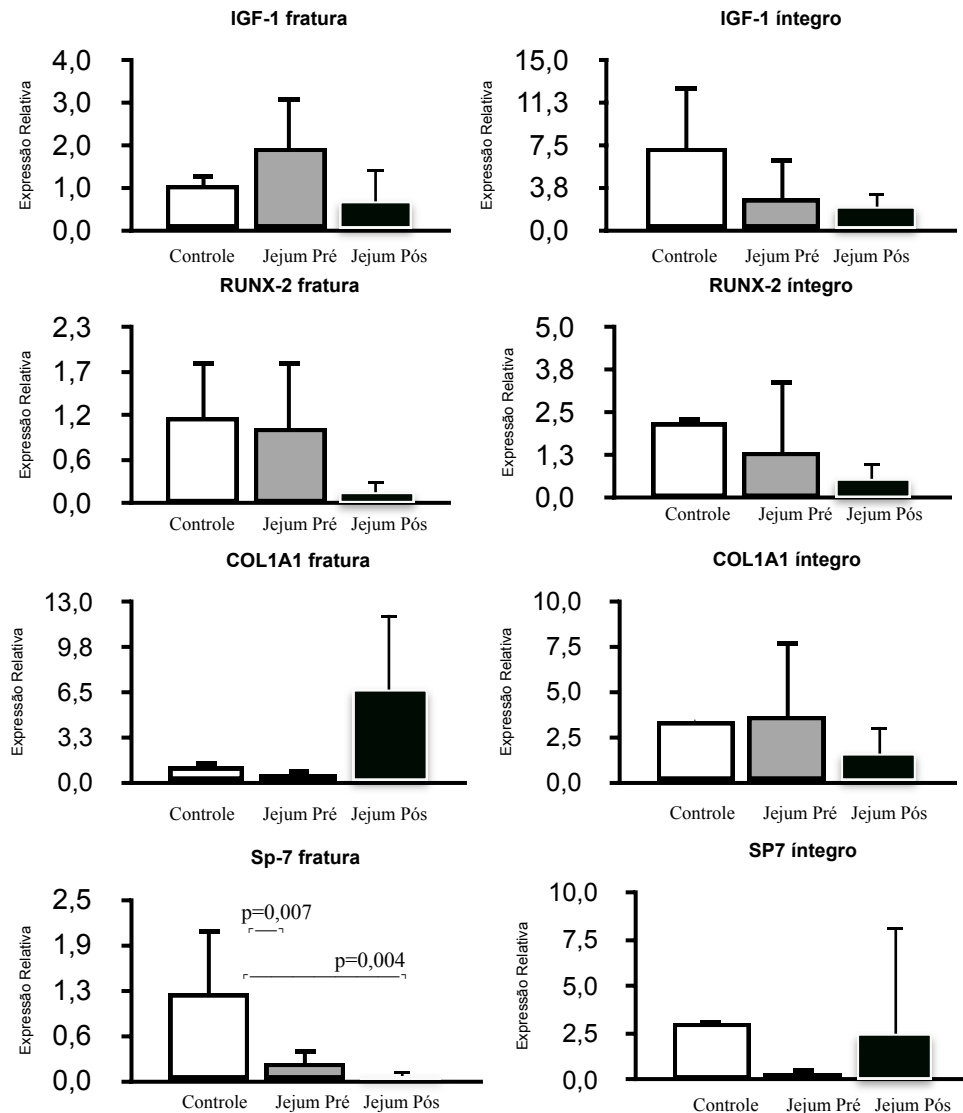 IGF-1 fratura
Expressão Relativa
4,0
3,0
2,0
1,0
0,0
Controle Jejum Pré Jejum Pós
IGF-1 íntegro
Expressão Relativa
15,0
11,3
7,5
3,8
0,0
Controle Jejum Pré Jejum Pós
RUNX-2 fratura
Expressão Relativa
2,3
1,7
1,2
0,6
0,0
Controle Jejum Pré Jejum Pós
RUNX-2 íntegro
Expressão Relativa
5,0
3,8
2,5
1,3
0,0
Controle Jejum Pré Jejum Pós
COL1A1 fratura
Expressão Relativa
13,0
9,8
6,5
3,3
0,0
Controle Jejum Pré Jejum Pós
COL1A1 íntegro
Expressão Relativa
10,0
7,5
5,0
2,5
0,0
Controle Jejum Pré Jejum Pós
Sp-7 fratura
Expressão Relativa
2,5
1,9
1,3
0,6
0,0
p=0,007
p=0,004
Controle Jejum Pré Jejum Pós
SP7 íntegro
Expressão Relativa
10,0
7,5
5,0
2,5
0,0
Controle Jejum Pré Jejum Pós